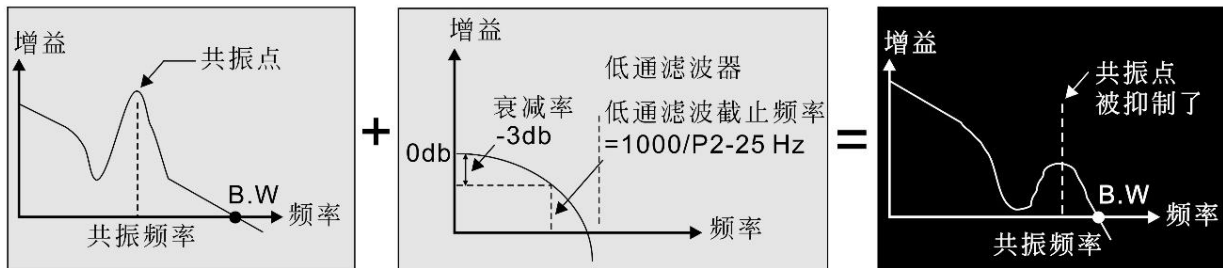 增益
共振点
B.W
频率
共振频率
+
增益
低通滤波器
衰减率
-3db
低通滤波截止频率
=1000/P2-25 Hz
0db
频率
=
增益
共振点
被抑制了
B.W
频率
共振频率